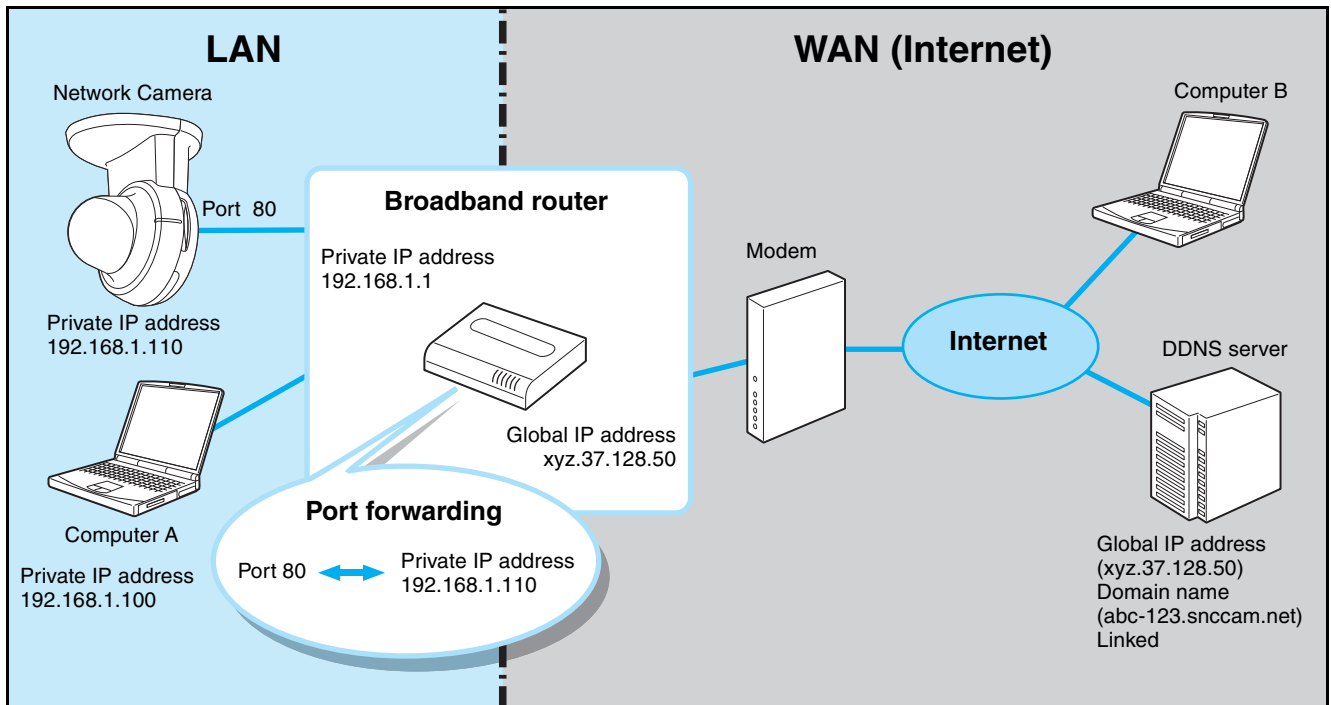 LAN
WAN (Internet)
Network Camera
Port 80
Private IP address
192.168.1.110
Computer A
Private IP address
192.168.1.100
Broadband router
Private IP address
192.168.1.1
Global IP address
xyz.37.128.50
Port forwarding
Port 80
Private IP address
192.168.1.110
Modem
Internet
Computer B
DDNS server
Global IP address
(xyz.37.128.50)
Domain name
(abc-123.snccam.net)
Linked